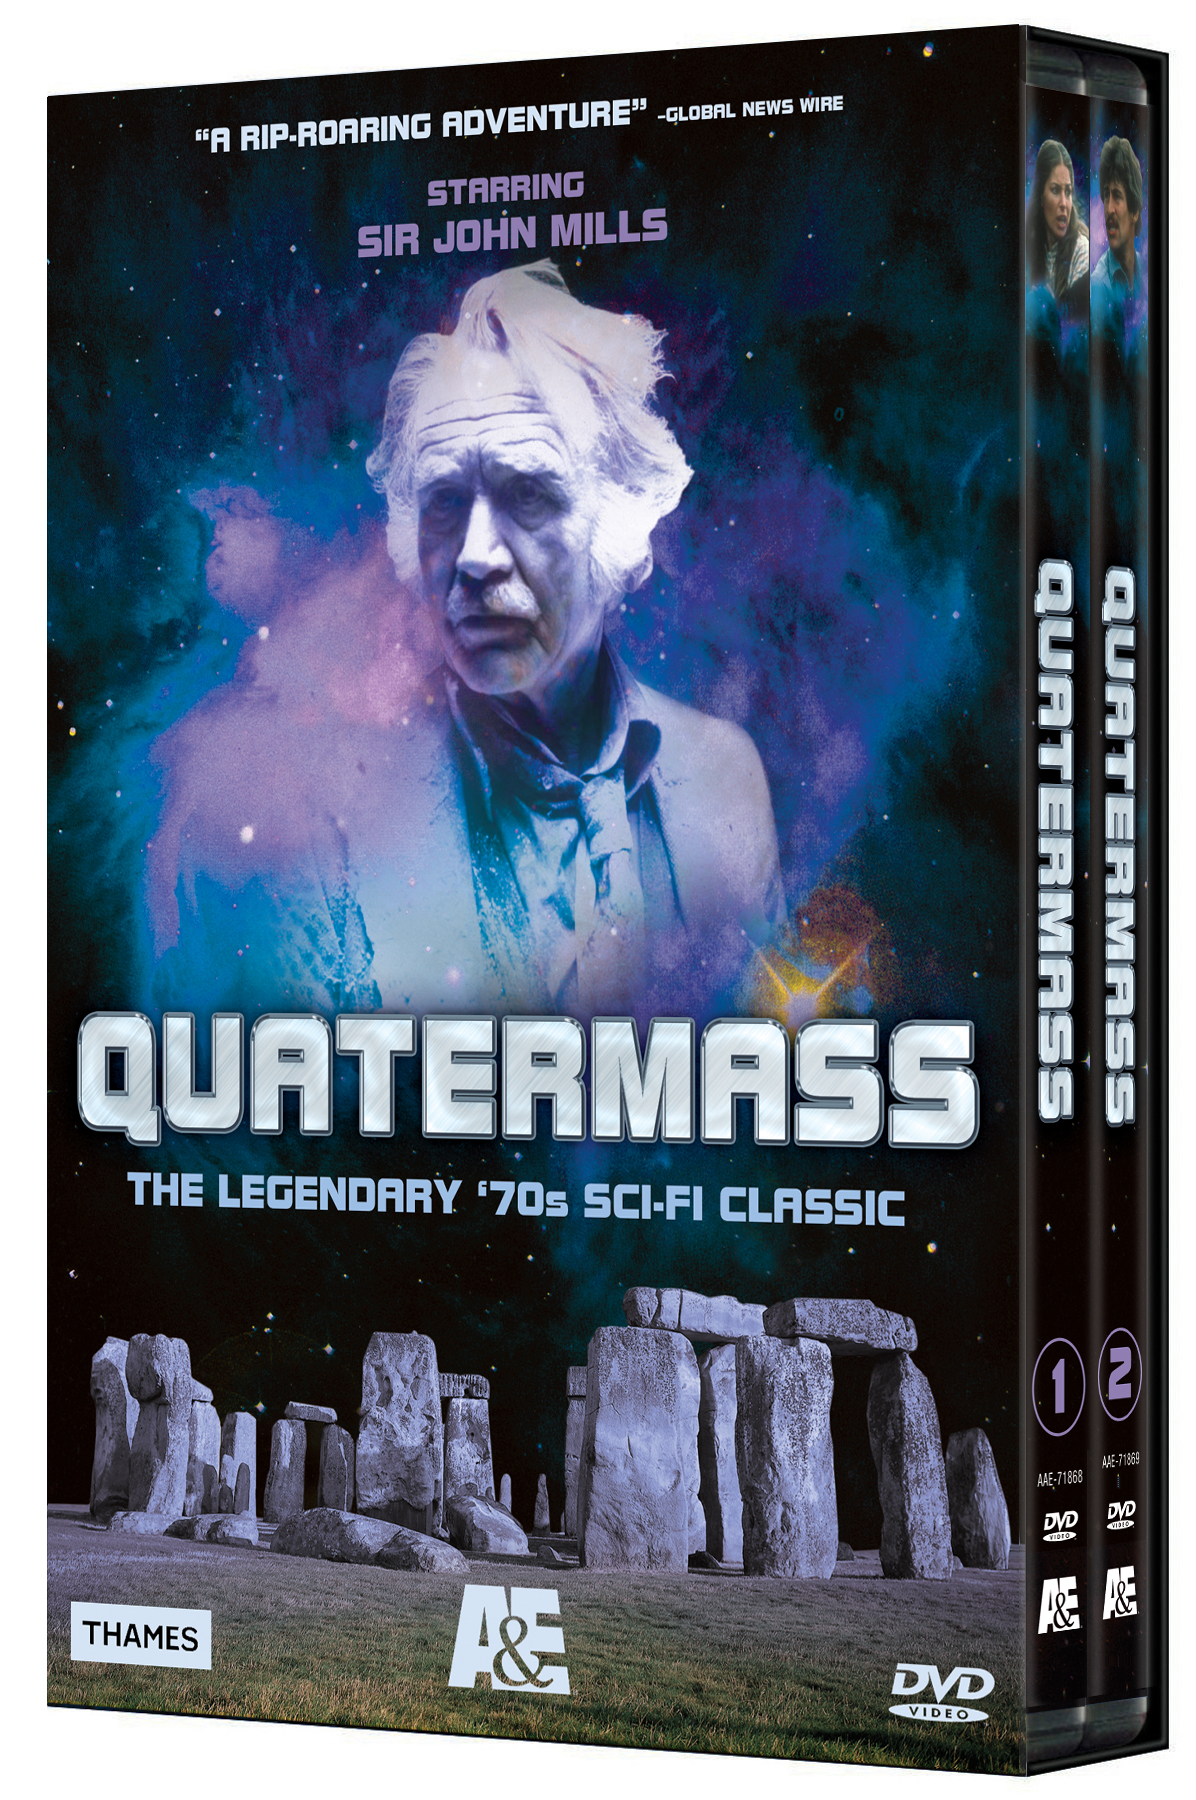 “A RIP-ROARING ADVENTURE” -GLOBAL NEWS WIRE
STARRING
SIR JOHN MILLS
QUATERMASS
THE LEGENDARY ‘70s SCI-FI CLASSIC
THAMES
A&E
DVD
VIDEO
QUATERMASS
1
AAE-71868
DVD
VIDEO
A&E
QUATERMASS
2
AAE-71869
DVD
VIDEO
A&E